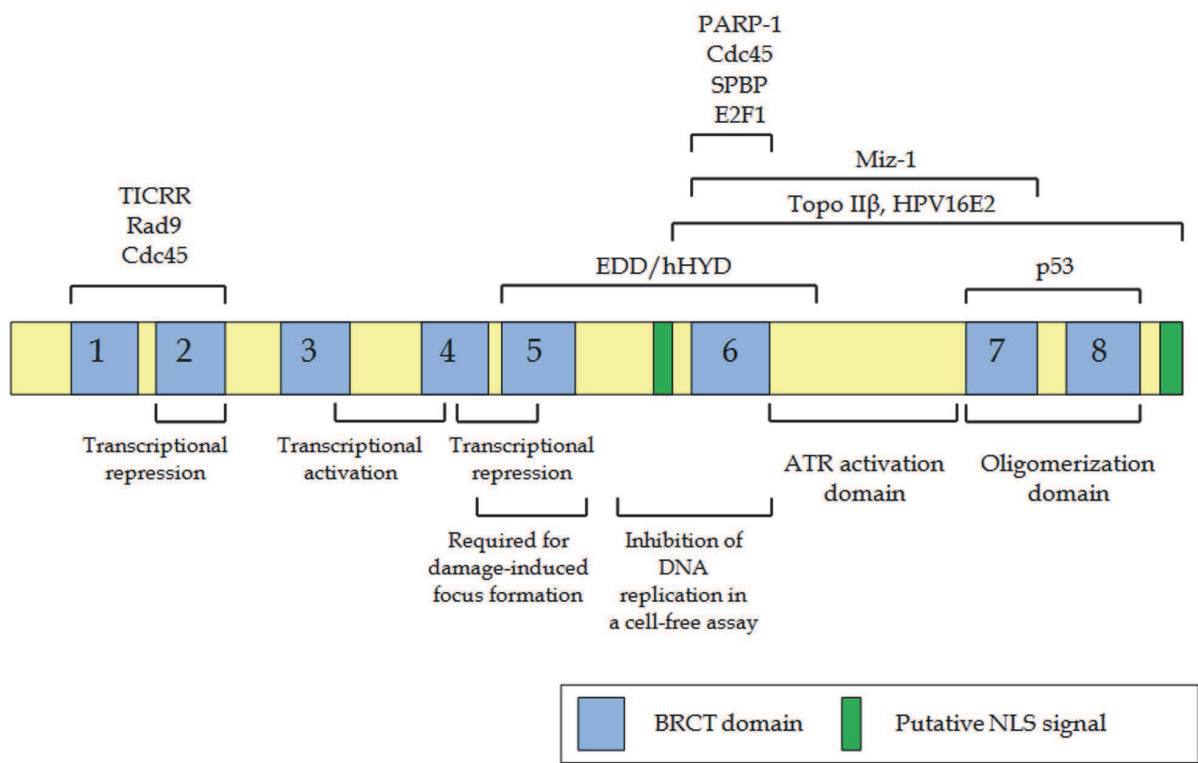 PARP-1
Cdc45
SPBP
E2F1
Miz-1
TICRR
Rad9
Cdc45
Topo IIβ, HPV16E2
EDD/hHYD
p53
1 2 3 4 5 6 7 8
Transcriptional
repression
Transcriptional
activation
Transcriptional
repression
ATR activation
domain
Oligomerization
domain
Required for
damage-induced
focus formation
Inhibition of
DNA
replication in
a cell-free assay
BRCT domain
Putative NLS signal